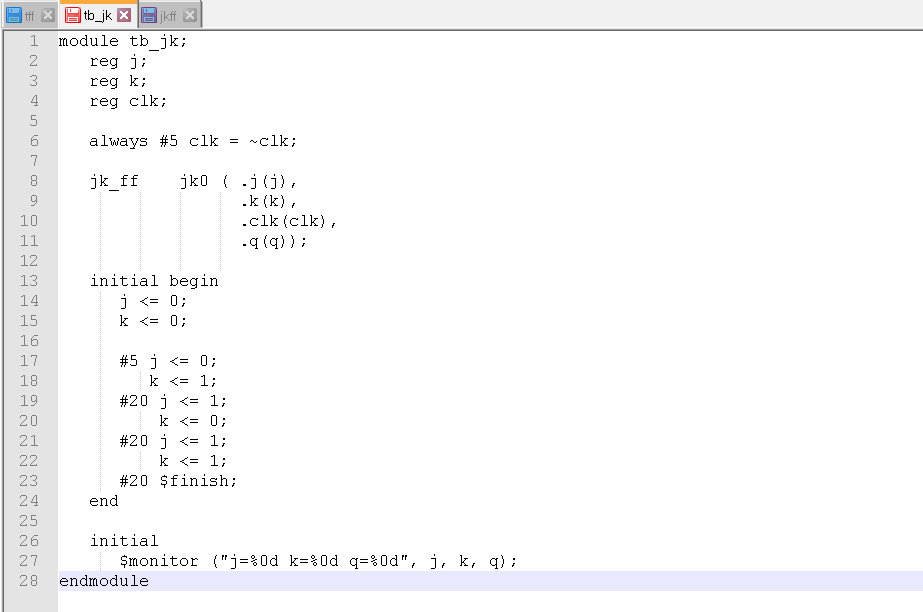 tff tb_jk jkff
1 module tb_jk;
2 reg j;
3 reg k;
4 reg clk;
5
6 always #5 clk = ~clk;
7
8 jk_ff jk0 ( .j(j),
9 .k(k),
10 .clk(clk),
11 .q(q));
12
13 initial begin
14 j <= 0;
15 k <= 0;
16
17 #5 j <= 0;
18 k <= 1;
19 #20 j <= 1;
20 k <= 0;
21 #20 j <= 1;
22 k <= 1;
23 #20 $finish;
24 end
25
26 initial
27 $monitor ("j=%0d k=%0d q=%0d", j, k, q);
28 endmodule